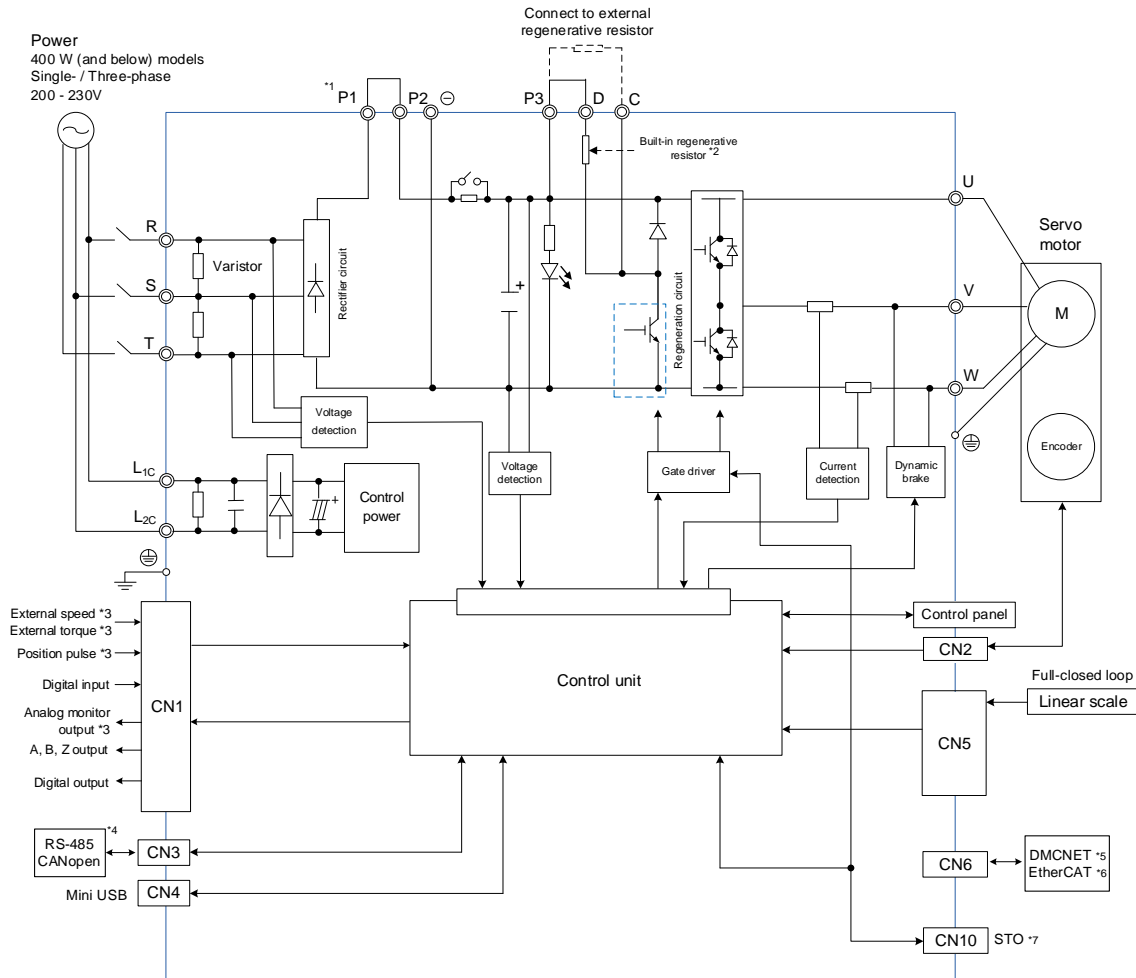 Connect to external
regenerative resistor
Power
400 W (and below) models
Single- / Three-phase
200 - 230V
*1
P1
P2
⊖
P3
D
C
Built-in regenerative
resistor *2
U
R
Varistor
S
T
Rectifier circuit
+
Regeneration circuit
Servo
motor
V
M
W
Voltage
detection
L1C
L2C
+
Control
power
Voltage
detection
Gate driver
Current
detection
Dynamic
brake
Encoder
External speed *3
External torque *3
Position pulse *3
Digital input
Analog monitor
output *3
A, B, Z output
Digital output
CN1
Control unit
Control panel
CN2
Full-closed loop
Linear scale
CN5
RS-485
CANopen
*4
CN3
Mini USB
CN4
CN6
DMCNET *5
EtherCAT *6
CN10
STO *7